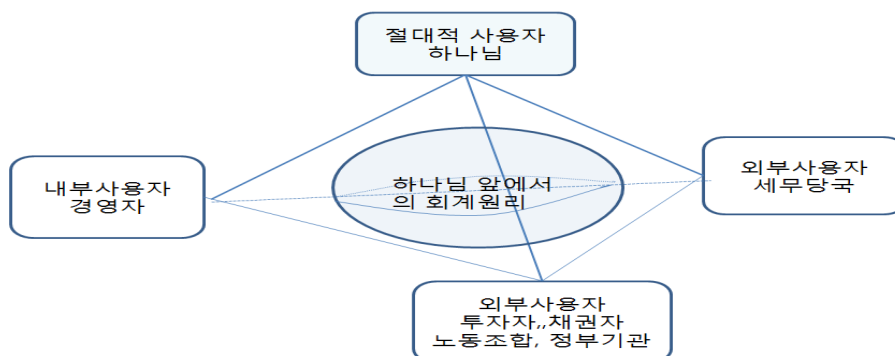 절대적 사용자
하나님
내부사용자
경영자
하나님 앞에서
의 회계원리
외부사용자
세무당국
외부사용자
투자자,,채권자
노동조합, 정부기관